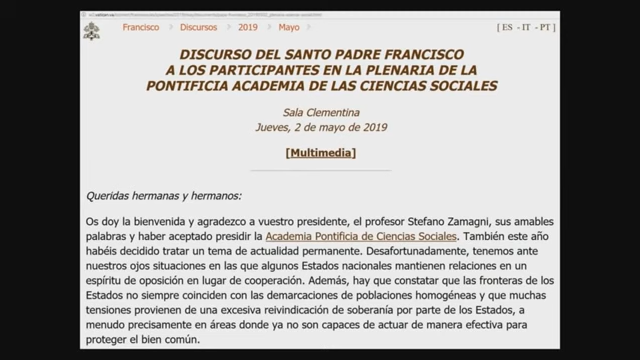 Francisco > Discursos > 2019 > Mayo >
[ ES - IT - PT ]
DISCURSO DEL SANTO PADRE FRANCISCO
A LOS PARTICIPANTES EN LA PLENARIA DE LA
PONTIFICIA ACADEMIA DE LAS CIENCIAS SOCIALES
Sala Clementina
Jueves, 2 de mayo de 2019
[Multimedia]
Queridas hermanas y hermanos:
Os doy la bienvenida y agradezco a vuestro presidente, el profesor Stefano Zamagni, sus amables
palabras y haber aceptado presidir la Academia Pontificia de Ciencias Sociales. También este año
habéis decidido tratar un tema de actualidad permanente. Desafortunadamente, tenemos ante
nuestros ojos situaciones en las que algunos Estados nacionales mantienen relaciones en un
espíritu de oposición en lugar de cooperación. Además, hay que constatar que las fronteras de los
Estados no siempre coinciden con las demarcaciones de poblaciones homogéneas y que muchas
tensiones provienen de una excesiva reivindicación de soberanía por parte de los Estados, a
menudo precisamente en áreas donde ya no son capaces de actuar de manera efectiva para
proteger el bien común.